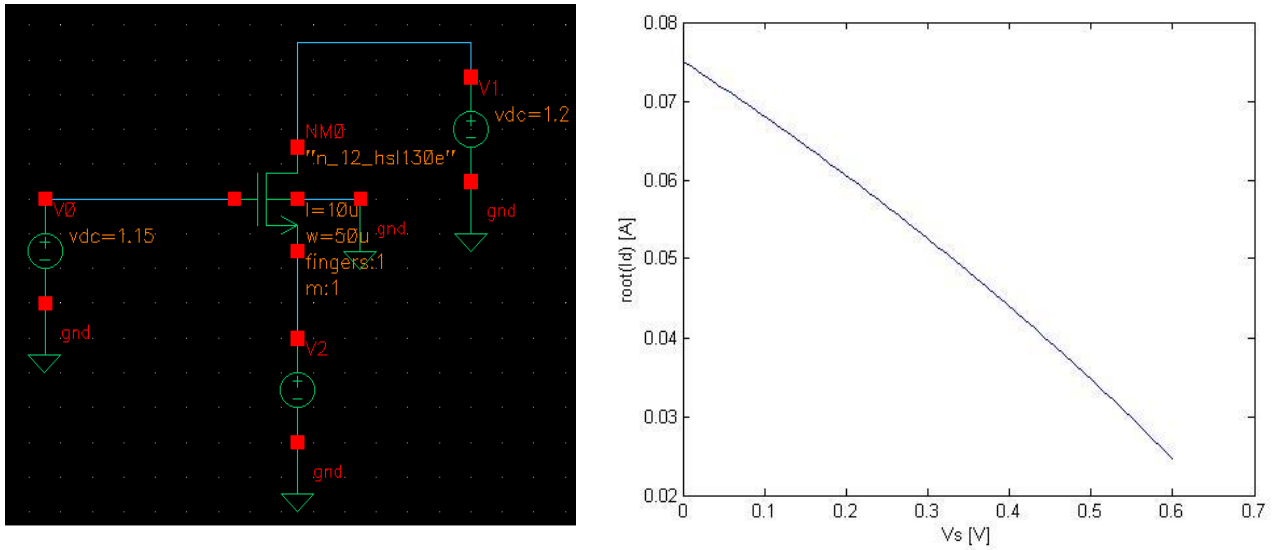 V1
vdc=1.2
NM0
"n_12_hsl130e"
V0
vdc=1.15
l=10u
w=50u
fingers:1
m:1
gnd
gnd
gnd
V2
gnd
0.08
0.07
0.06
0.05
0.04
0.03
0.02
root(Id) [A]
0
0.1
0.2
0.3
0.4
0.5
0.6
0.7
Vs [V]